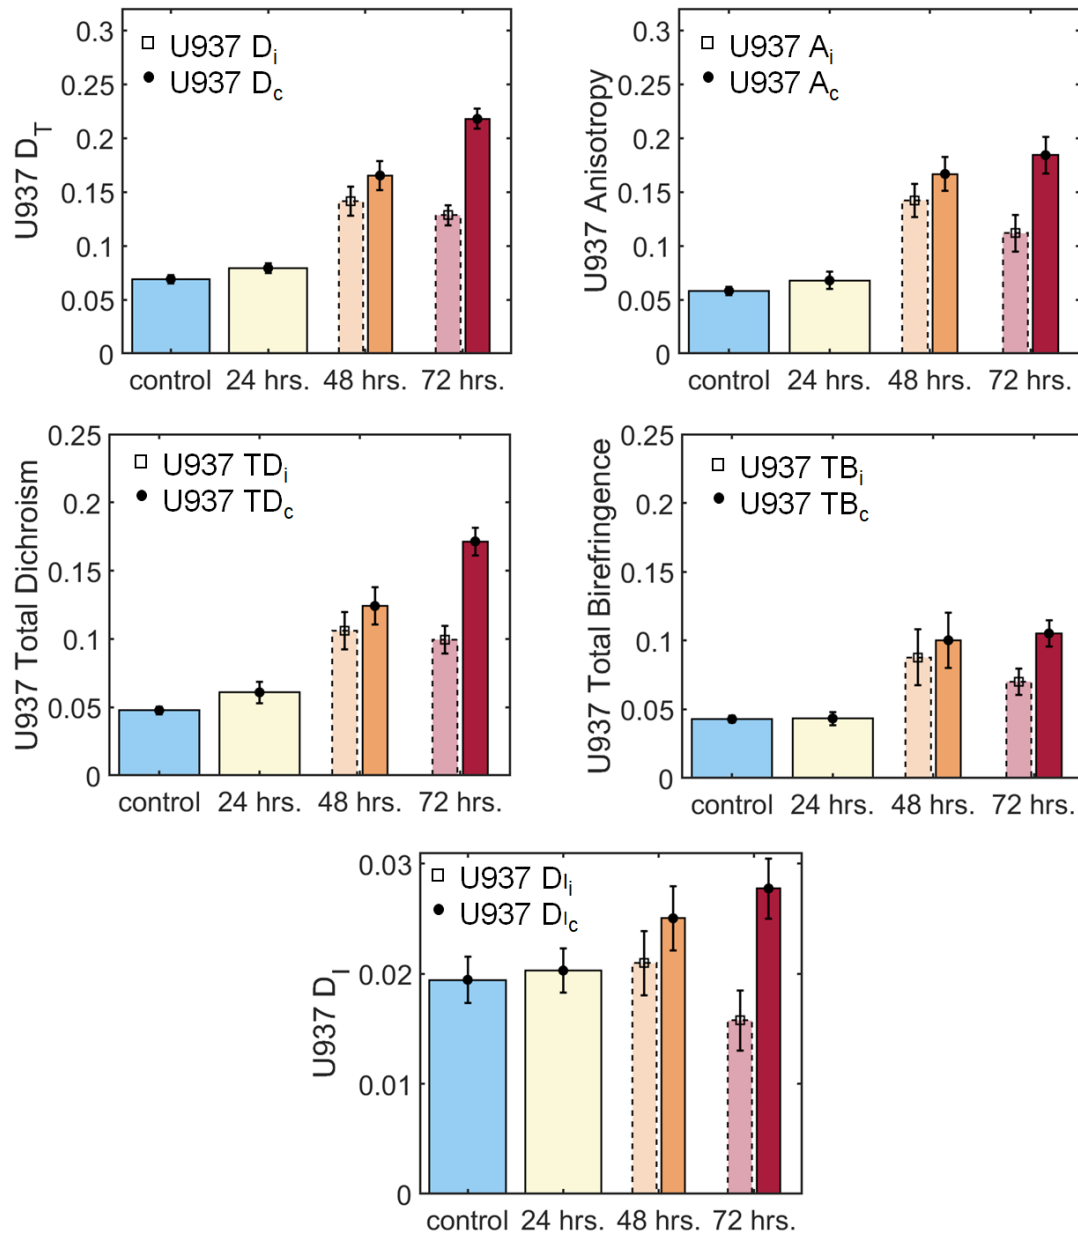 U937 D_T
0.3
0.25
0.2
0.15
0.1
0.05
0
U937 D_i
U937 D_c
control 24 hrs. 48 hrs. 72 hrs.
U937 Anisotropy
0.3
0.25
0.2
0.15
0.1
0.05
0
U937 A_i
U937 A_c
control 24 hrs. 48 hrs. 72 hrs.
U937 Total Dichroism
0.25
0.2
0.15
0.1
0.05
0
U937 TD_i
U937 TD_c
control 24 hrs. 48 hrs. 72 hrs.
U937 Total Birefringence
0.25
0.2
0.15
0.1
0.05
0
U937 TB_i
U937 TB_c
control 24 hrs. 48 hrs. 72 hrs.
U937 D_I
0.03
0.02
0.01
0
U937 D_I_i
U937 D_I_c
control 24 hrs. 48 hrs. 72 hrs.